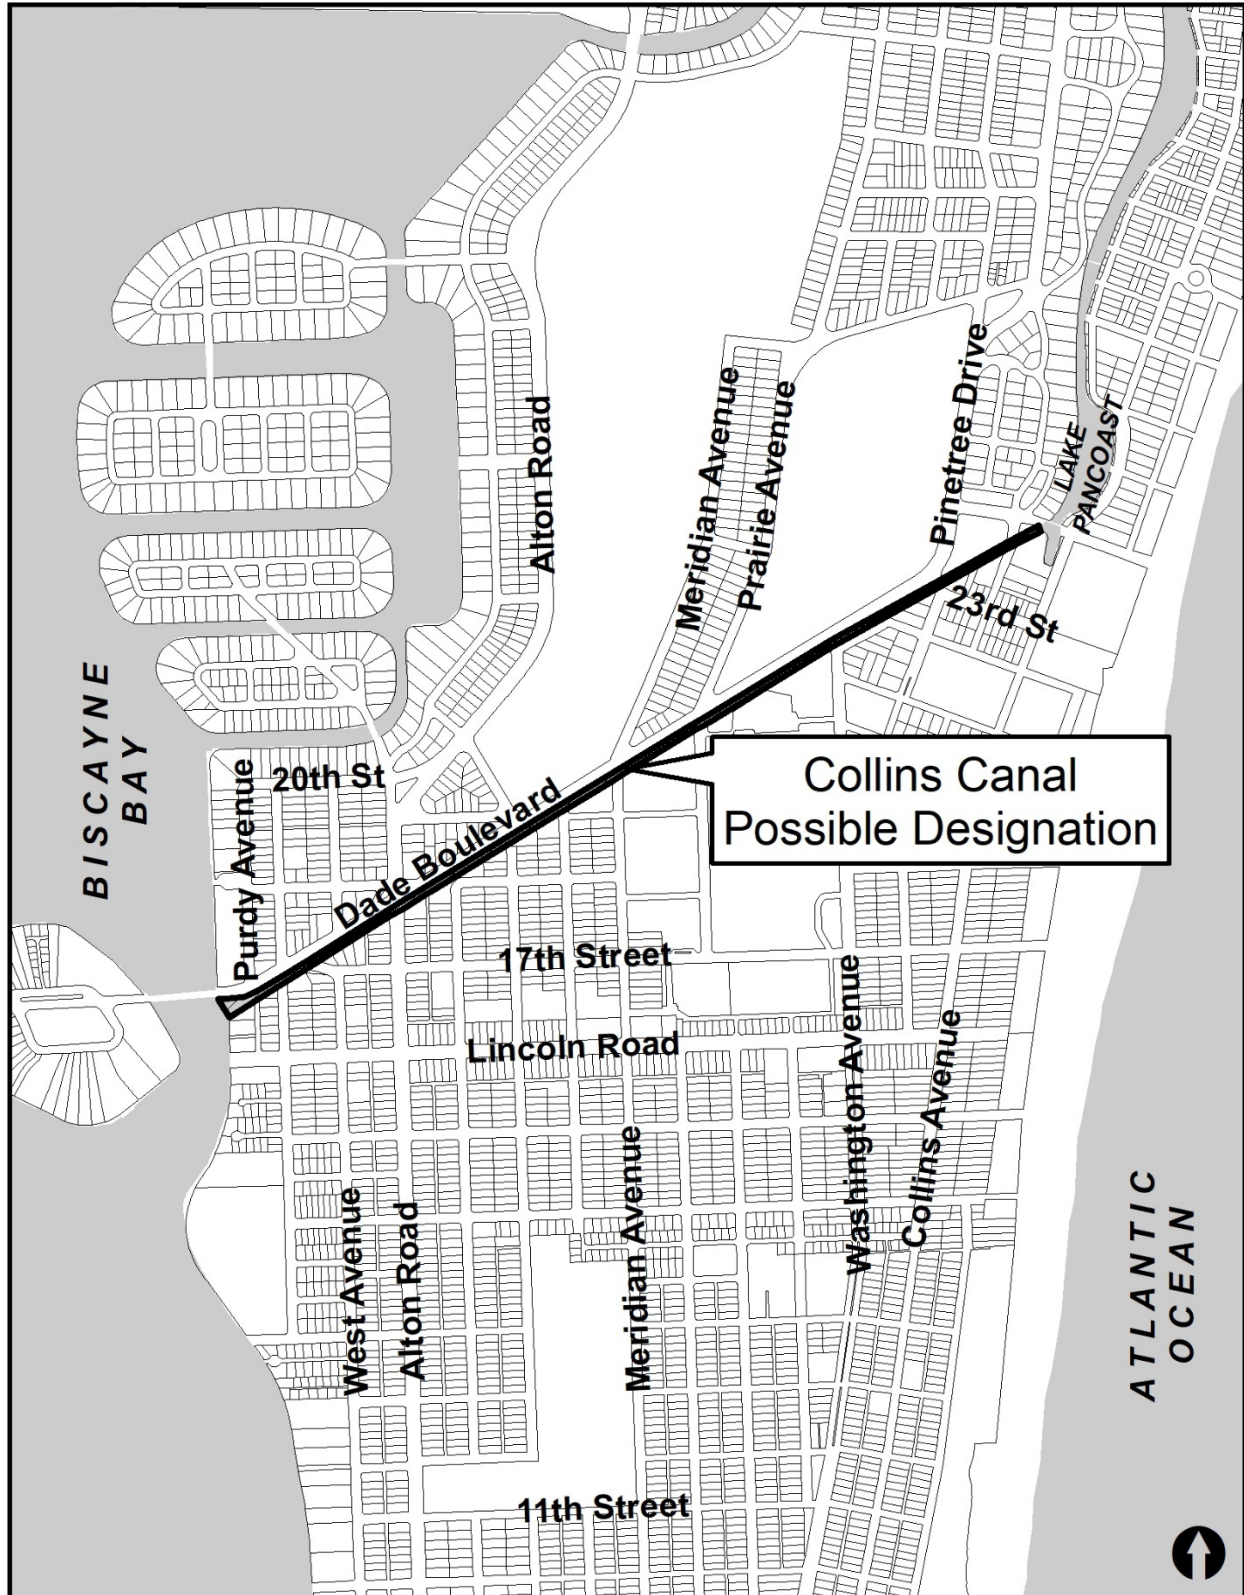 Pinetree Drive
LAKE
PANCOAST
Alton Road
Meridian Avenue
Prairie Avenue
23rd St
BISCAYNE
BAY
20th St
Purdy Avenue
Dade Boulevard
Collins Canal
Possible Designation
17th Street
Lincoln Road
Washington Avenue
Collins Avenue
West Avenue
Alton Road
Meridian Avenue
ATLANTIC
OCEAN
11th Street